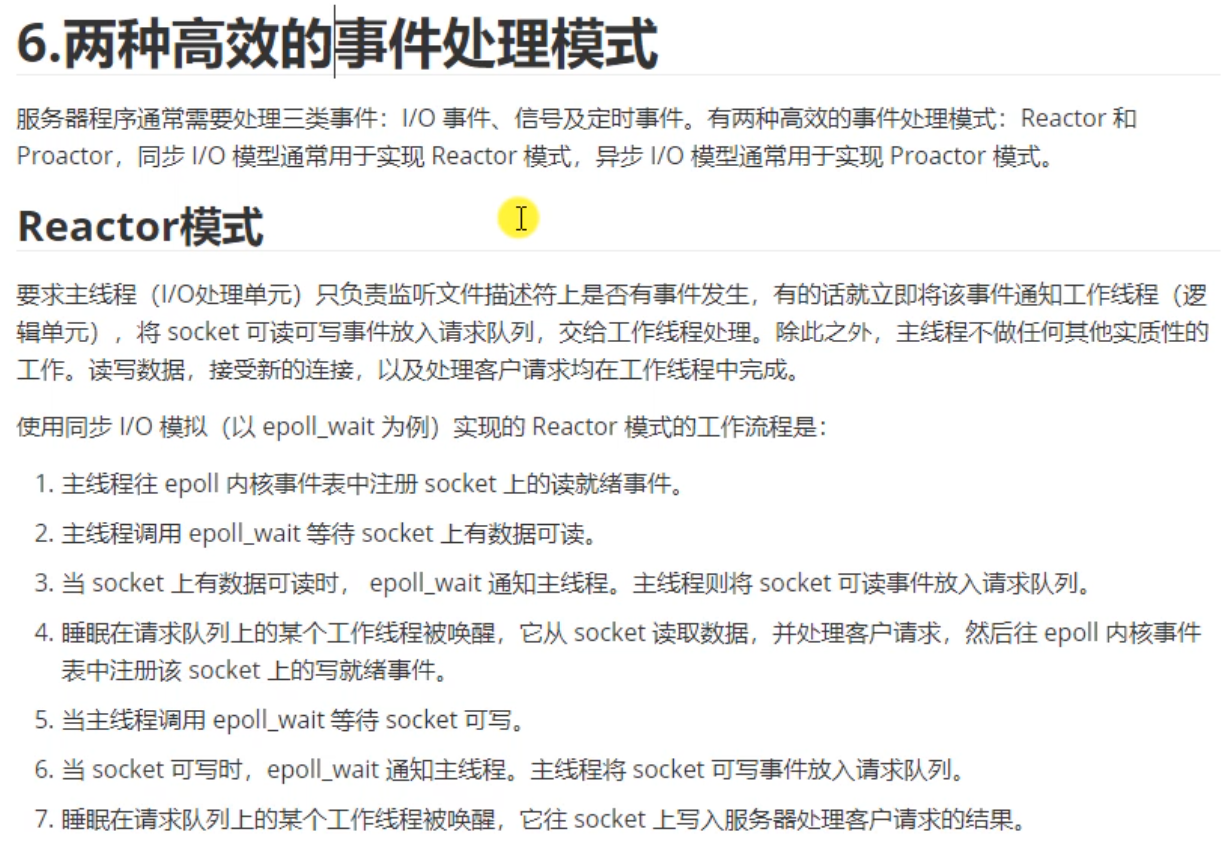 6.两种高效的事件处理模式
服务器程序通常需要处理三类事件：I/O 事件、信号及定时事件。有两种高效的事件处理模式：Reactor 和
Proactor，同步 I/O 模型通常用于实现 Reactor 模式，异步 I/O 模型通常用于实现 Proactor 模式。
Reactor模式
要求主线程（I/O处理单元）只负责监听文件描述符上是否有事件发生，有的话就立即将该事件通知工作线程（逻
辑单元），将 socket 可读可写事件放入请求队列，交给工作线程处理。除此之外，主线程不做任何其他实质性的
工作。读写数据，接受新的连接，以及处理客户请求均在工作线程中完成。
使用同步 I/O 模拟（以 epoll_wait 为例）实现的 Reactor 模式的工作流程是：
1. 主线程往 epoll 内核事件表中注册 socket 上的读就绪事件。
2. 主线程调用 epoll_wait 等待 socket 上有数据可读。
3. 当 socket 上有数据可读时， epoll_wait 通知主线程。主线程则将 socket 可读事件放入请求队列。
4. 睡眠在请求队列上的某个工作线程被唤醒，它从 socket 读取数据，并处理客户请求，然后往 epoll 内核事件
表中注册该 socket 上的写就绪事件。
5. 当主线程调用 epoll_wait 等待 socket 可写。
6. 当 socket 可写时，epoll_wait 通知主线程。主线程将 socket 可写事件放入请求队列。
7. 睡眠在请求队列上的某个工作线程被唤醒，它往 socket 上写入服务器处理客户请求的结果。